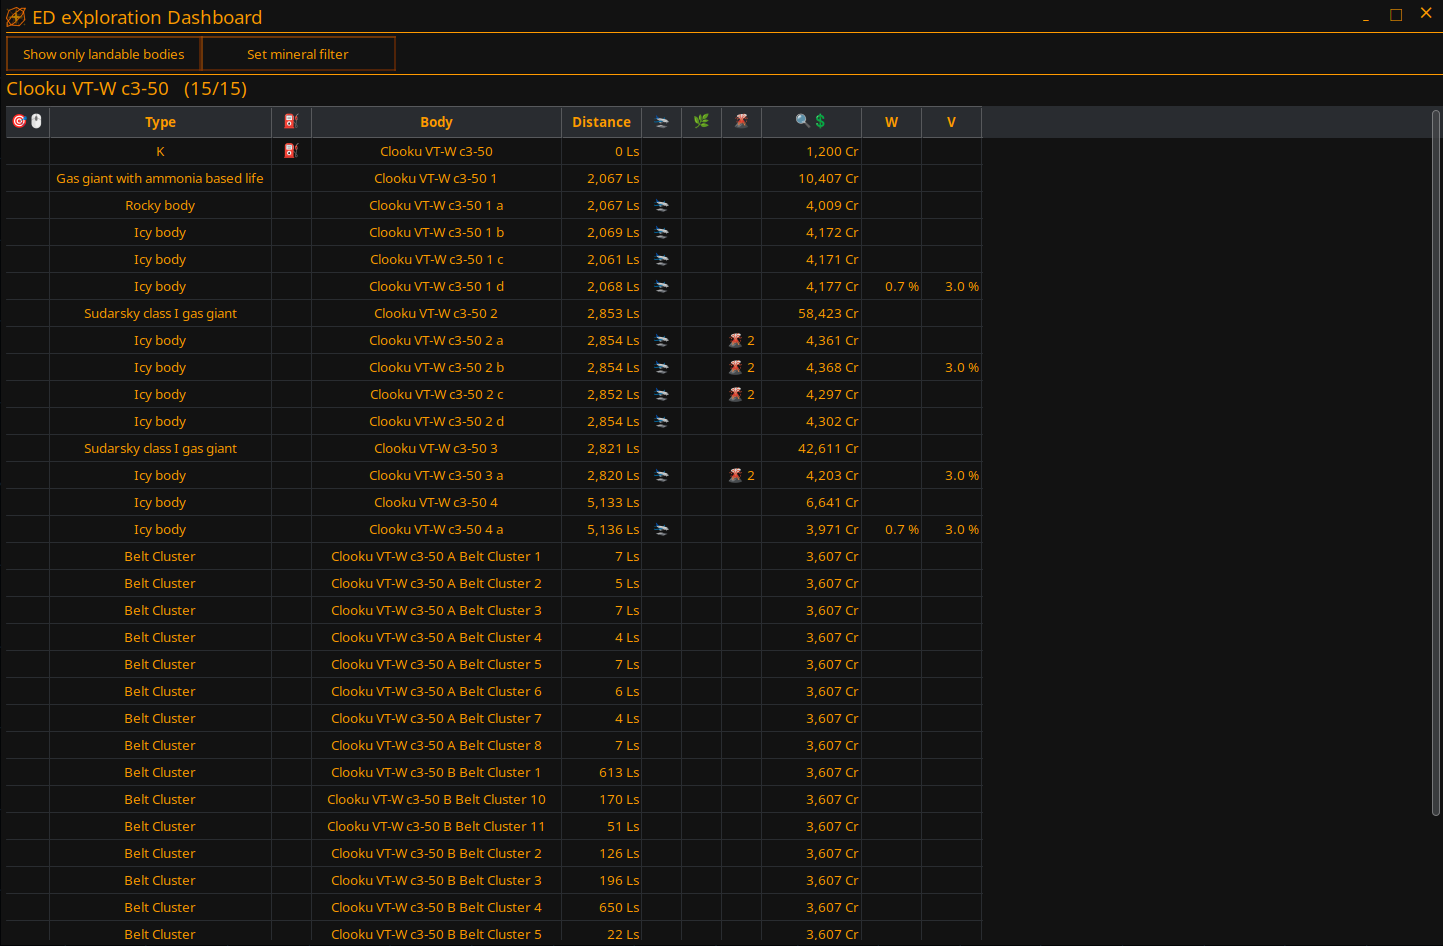 ED eXploration Dashboard
Show only landable bodies Set mineral filter
Clooku VT-W c3-50 (15/15)
Type Body Distance W V
K Clooku VT-W c3-50 0 Ls 1,200 Cr
Gas giant with ammonia based life Clooku VT-W c3-50 1 2,067 Ls 10,407 Cr
Rocky body Clooku VT-W c3-50 1 a 2,067 Ls 4,009 Cr
Icy body Clooku VT-W c3-50 1 b 2,069 Ls 4,172 Cr
Icy body Clooku VT-W c3-50 1 c 2,061 Ls 4,171 Cr
Icy body Clooku VT-W c3-50 1 d 2,068 Ls 4,177 Cr 0.7 % 3.0 %
Sudarsky class I gas giant Clooku VT-W c3-50 2 2,853 Ls 58,423 Cr
Icy body Clooku VT-W c3-50 2 a 2,854 Ls 2 4,361 Cr
Icy body Clooku VT-W c3-50 2 b 2,854 Ls 2 4,368 Cr 3.0 %
Icy body Clooku VT-W c3-50 2 c 2,852 Ls 2 4,297 Cr
Icy body Clooku VT-W c3-50 2 d 2,854 Ls 4,302 Cr
Sudarsky class I gas giant Clooku VT-W c3-50 3 2,821 Ls 42,611 Cr
Icy body Clooku VT-W c3-50 3 a 2,820 Ls 2 4,203 Cr 3.0 %
Icy body Clooku VT-W c3-50 4 5,133 Ls 6,641 Cr
Icy body Clooku VT-W c3-50 4 a 5,136 Ls 3,971 Cr 0.7 % 3.0 %
Belt Cluster Clooku VT-W c3-50 A Belt Cluster 1 7 Ls 3,607 Cr
Belt Cluster Clooku VT-W c3-50 A Belt Cluster 2 5 Ls 3,607 Cr
Belt Cluster Clooku VT-W c3-50 A Belt Cluster 3 7 Ls 3,607 Cr
Belt Cluster Clooku VT-W c3-50 A Belt Cluster 4 4 Ls 3,607 Cr
Belt Cluster Clooku VT-W c3-50 A Belt Cluster 5 7 Ls 3,607 Cr
Belt Cluster Clooku VT-W c3-50 A Belt Cluster 6 6 Ls 3,607 Cr
Belt Cluster Clooku VT-W c3-50 A Belt Cluster 7 4 Ls 3,607 Cr
Belt Cluster Clooku VT-W c3-50 A Belt Cluster 8 7 Ls 3,607 Cr
Belt Cluster Clooku VT-W c3-50 B Belt Cluster 1 613 Ls 3,607 Cr
Belt Cluster Clooku VT-W c3-50 B Belt Cluster 10 170 Ls 3,607 Cr
Belt Cluster Clooku VT-W c3-50 B Belt Cluster 11 51 Ls 3,607 Cr
Belt Cluster Clooku VT-W c3-50 B Belt Cluster 2 126 Ls 3,607 Cr
Belt Cluster Clooku VT-W c3-50 B Belt Cluster 3 196 Ls 3,607 Cr
Belt Cluster Clooku VT-W c3-50 B Belt Cluster 4 650 Ls 3,607 Cr
Belt Cluster Clooku VT-W c3-50 B Belt Cluster 5 22 Ls 3,607 Cr